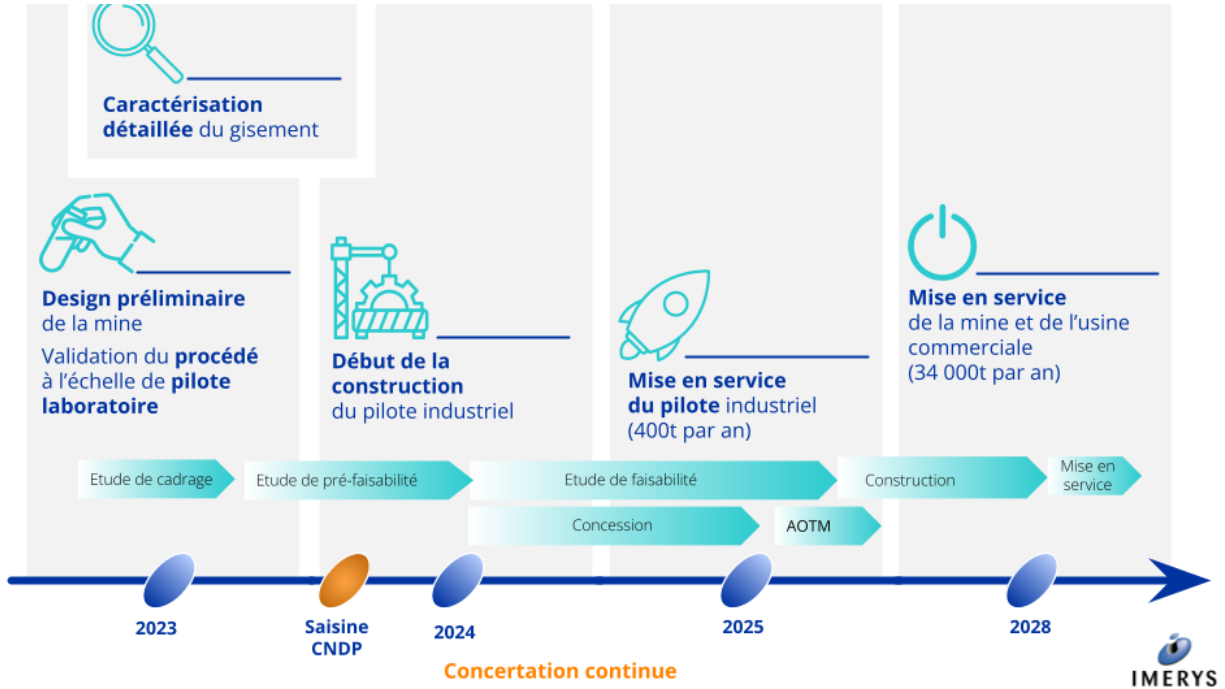 Caractérisation
détaillée du gisement
Design préliminaire
de la mine
Validation du procédé
à l'échelle de pilote
laboratoire
Début de la
construction
du pilote industriel
Mise en service
du pilote industriel
(400t par an)
Mise en service
de la mine et de l'usine
commerciale
(34 000t par an)
Etude de cadrage
Etude de pré-faisabilité
Etude de faisabilité
Construction
Mise en
service
Concession
AOTM
2023
Saisine
CNDP
2024
2025
2028
Concertation continue
IMERYS